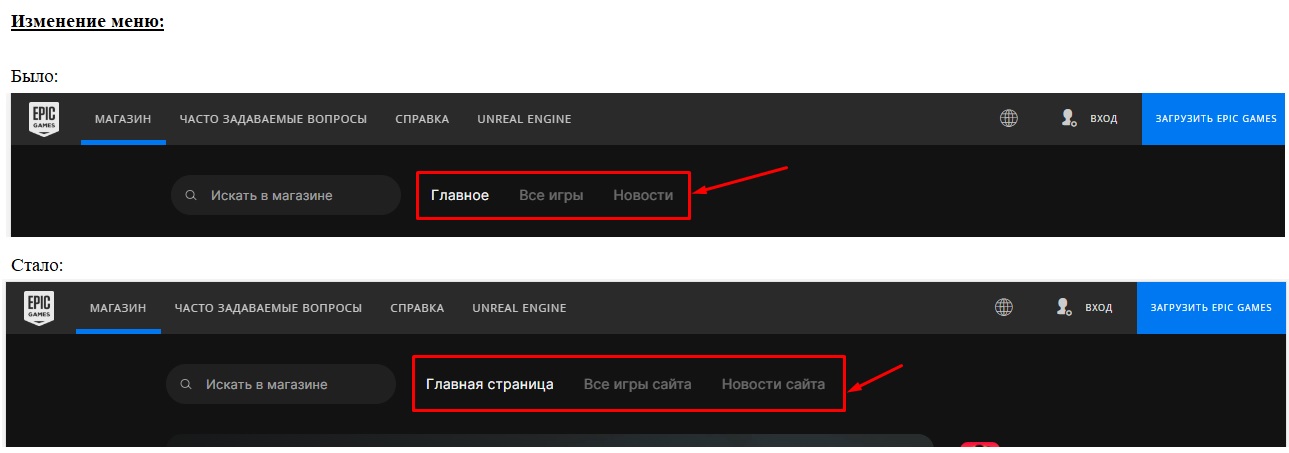 Изменение меню:
Было:
EPIC GAMES МАГАЗИН ЧАСТО ЗАДАВАЕМЫЕ ВОПРОСЫ СПРАВКА UNREAL ENGINE ВХОД ЗАГРУЗИТЬ EPIC GAMES
Искать в магазине Главное Все игры Новости
Стало:
EPIC GAMES МАГАЗИН ЧАСТО ЗАДАВАЕМЫЕ ВОПРОСЫ СПРАВКА UNREAL ENGINE ВХОД ЗАГРУЗИТЬ EPIC GAMES
Искать в магазине Главная страница Все игры сайта Новости сайта